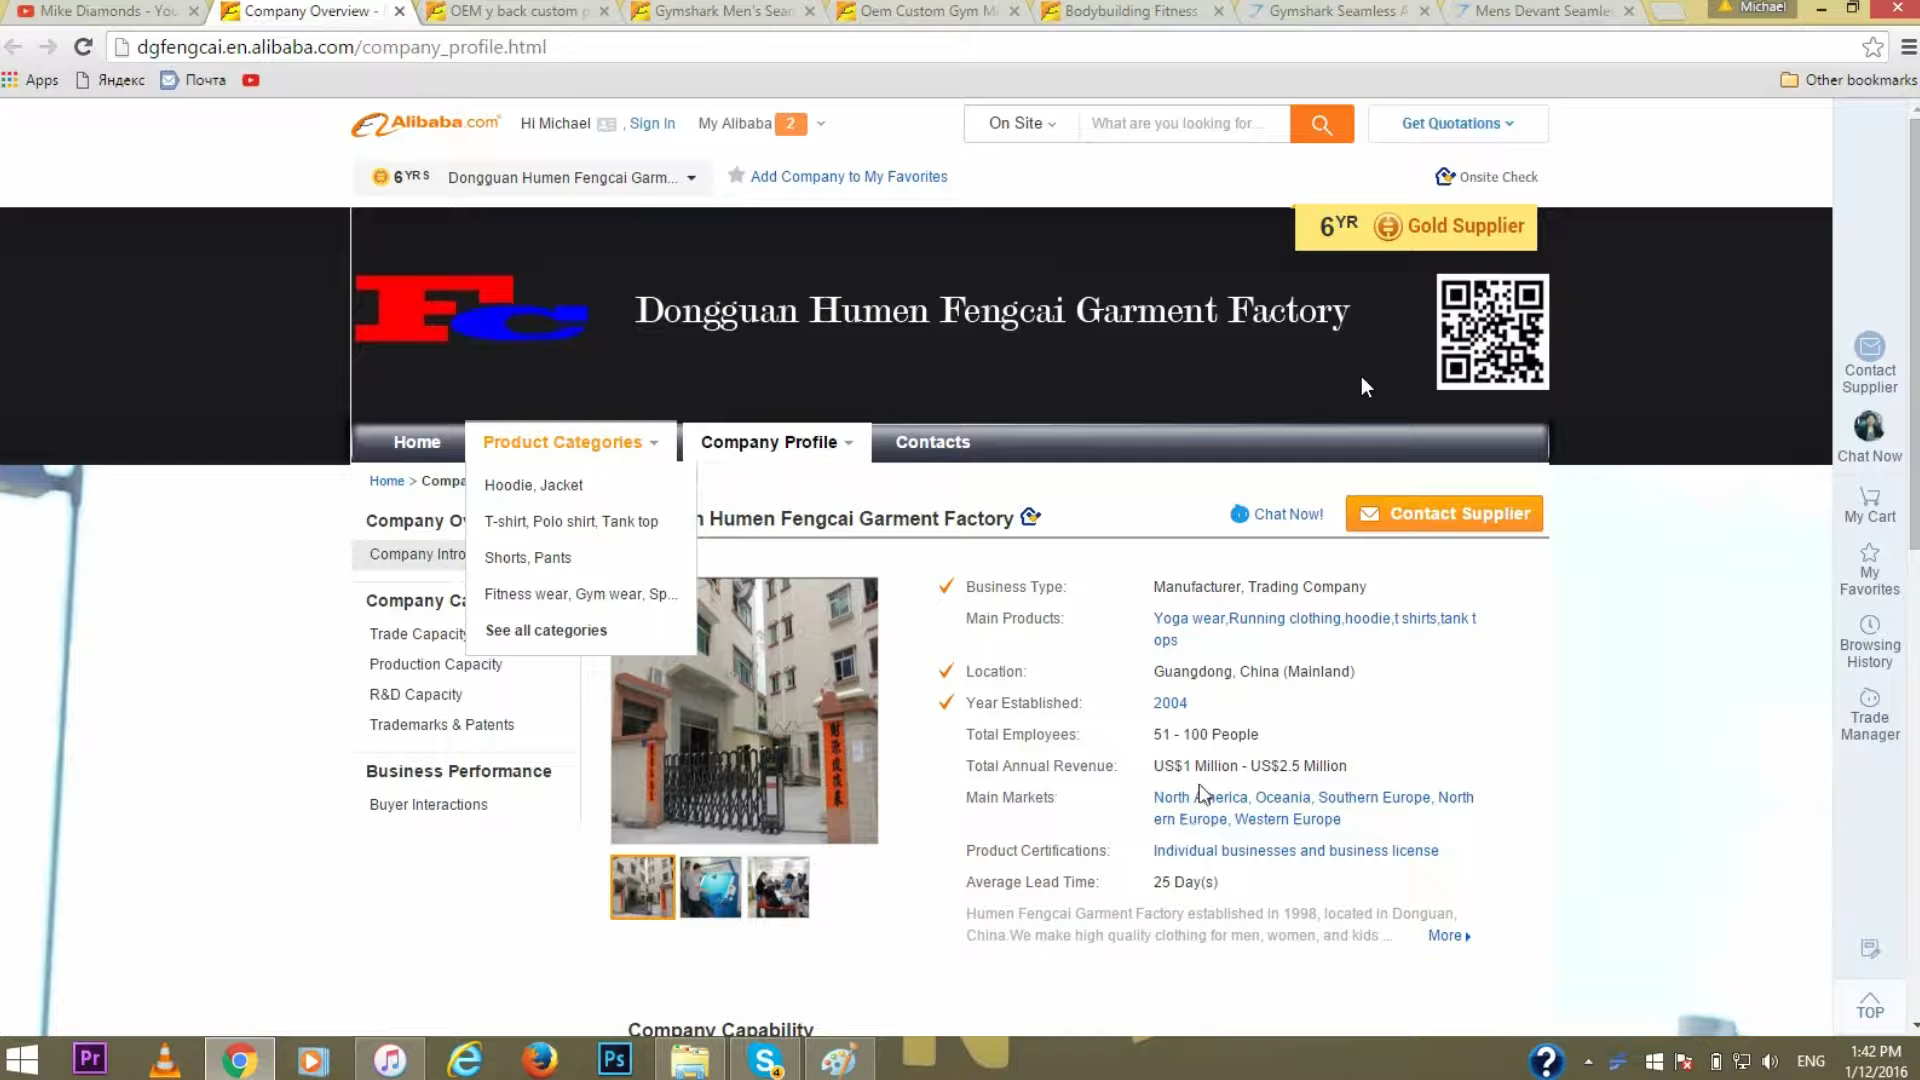 Mike Diamonds - You
Company Overview -
OEM y back custom p
Gymshark Men's Sean
Oem Custom Gym M
Bodybuilding Fitness
Gymshark Seamless A
Mens Devant Seamle
Michael
dgfengcai.en.alibaba.com/company_profile.html
Apps
Яндекс
Почта
Other bookmarks
Alibaba.com
Hi Michael , Sign In
My Alibaba 2
On Site
What are you looking for...
Get Quotations
6 YRS Dongguan Humen Fengcai Garm...
Add Company to My Favorites
Onsite Check
6YR Gold Supplier
FC
Dongguan Humen Fengcai Garment Factory
Home
Product Categories
Company Profile
Contacts
Home > Compa
Hoodie, Jacket
T-shirt, Polo shirt, Tank top
Shorts, Pants
Fitness wear, Gym wear, Sp...
See all categories
Company Ov
Company Intro
Company Ca
Trade Capacity
Production Capacity
R&D Capacity
Trademarks & Patents
Business Performance
Buyer Interactions
n Humen Fengcai Garment Factory
Chat Now!
Contact Supplier
Business Type: Manufacturer, Trading Company
Main Products: Yoga wear,Running clothing,hoodie,t shirts,tank t
ops
Location: Guangdong, China (Mainland)
Year Established: 2004
Total Employees: 51 - 100 People
Total Annual Revenue: US$1 Million - US$2.5 Million
Main Markets: North America, Oceania, Southern Europe, North
ern Europe, Western Europe
Product Certifications: Individual businesses and business license
Average Lead Time: 25 Day(s)
Humen Fengcai Garment Factory established in 1998, located in Donguan,
China.We make high quality clothing for men, women, and kids ... More
Company Capability
Contact
Supplier
Chat Now
My Cart
My
Favorites
Browsing
History
Trade
Manager
TOP
Pr
Ps
4
ENG
1:42 PM
1/12/2016